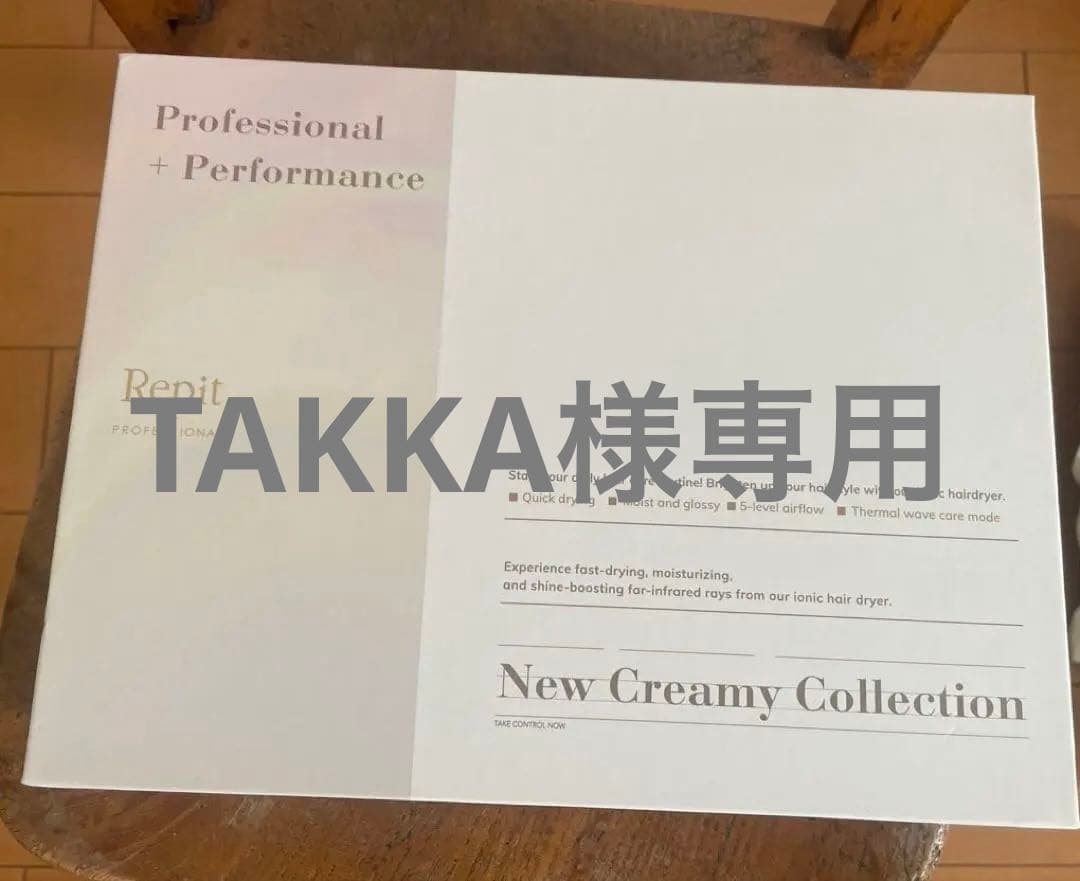 Professional
+ Performance
Repit
PROFESSIONAL
TAKKA様専用
hairdryer.
■ Quick drying ■ Moist and glossy ■ 5-level airflow ■ Thermal wave care mode
Experience fast-drying, moisturizing,
and shine-boosting far-infrared rays from our ionic hair dryer.
New Creamy Collection
TAKE CONTROL NOW